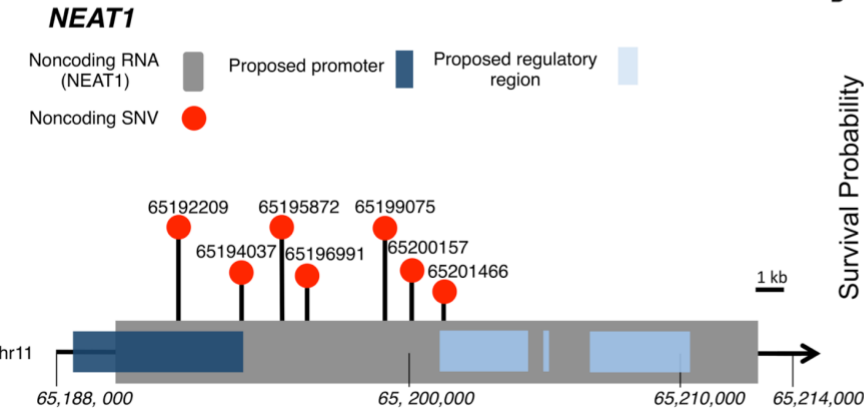 NEAT1
Noncoding RNA
(NEAT1)
Proposed promoter
Proposed regulatory
region
Noncoding SNV
65192209
65195872
65199075
65194037
65196991
65200157
65201466
1 kb
hr11
65,188, 000
65, 200,000
65,210,000
65,214,000
Survival Probability